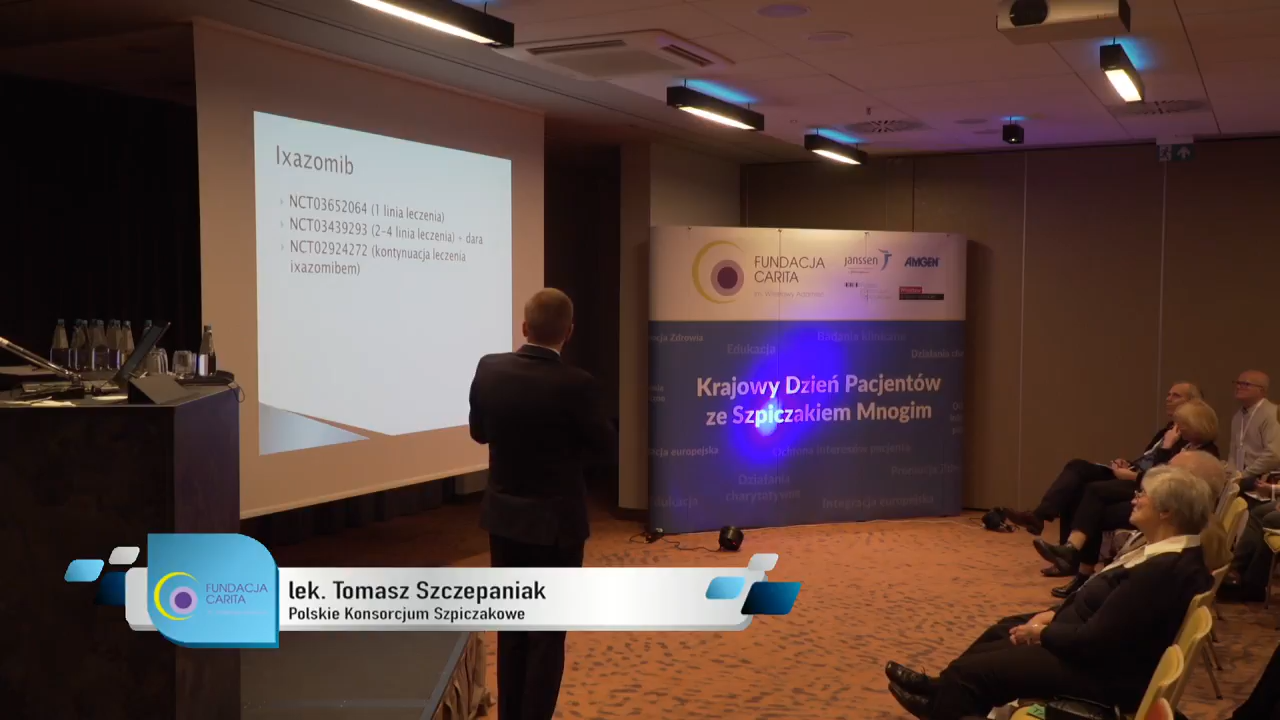 Ixazomib
NCT03652064 (1 linia leczenia)
NCT03439293 (2-4 linia leczenia) + dara
NCT02924272 (kontynuacja leczenia
ixazomibem)
FUNDACJA
CARITA
janssen
AMGEN
Edukacja
Badania kliniczne
Krajowy Dzień Pacjentów
ze Szpiczakiem Mnogim
Ochrona interesów pacjenta
Działania
charytatywne
Integracja europejska
FUNDACJA
CARITA
lek. Tomasz Szczepaniak
Polskie Konsorcjum Szpiczakowe